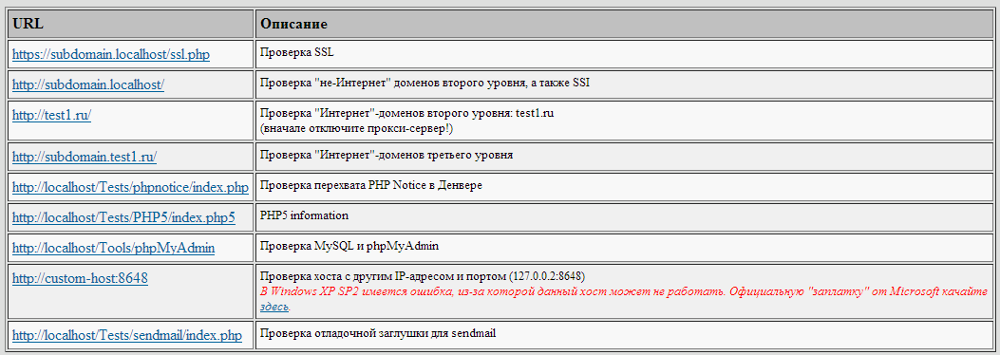 URL Описание
https://subdomain.localhost/ssl.php Проверка SSL
http://subdomain.localhost/ Проверка "не-Интернет" доменов второго уровня, а также SSI
http://test1.ru/ Проверка "Интернет"-доменов второго уровня: test1.ru
(вначале отключите прокси-сервер!)
http://subdomain.test1.ru/ Проверка "Интернет"-доменов третьего уровня
http://localhost/Tests/phpnotice/index.php Проверка перехвата PHP Notice в Денвере
http://localhost/Tests/PHP5/index.php5 PHP5 information
http://localhost/Tools/phpMyAdmin Проверка MySQL и phpMyAdmin
http://custom-host:8648 Проверка хоста с другим IP-адресом и портом (127.0.0.2:8648)
В Windows XP SP2 имеется ошибка, из-за которой данный хост может не работать. Официальную "заплатку" от Microsoft качайте
здесь.
http://localhost/Tests/sendmail/index.php Проверка отладочной заглушки для sendmail